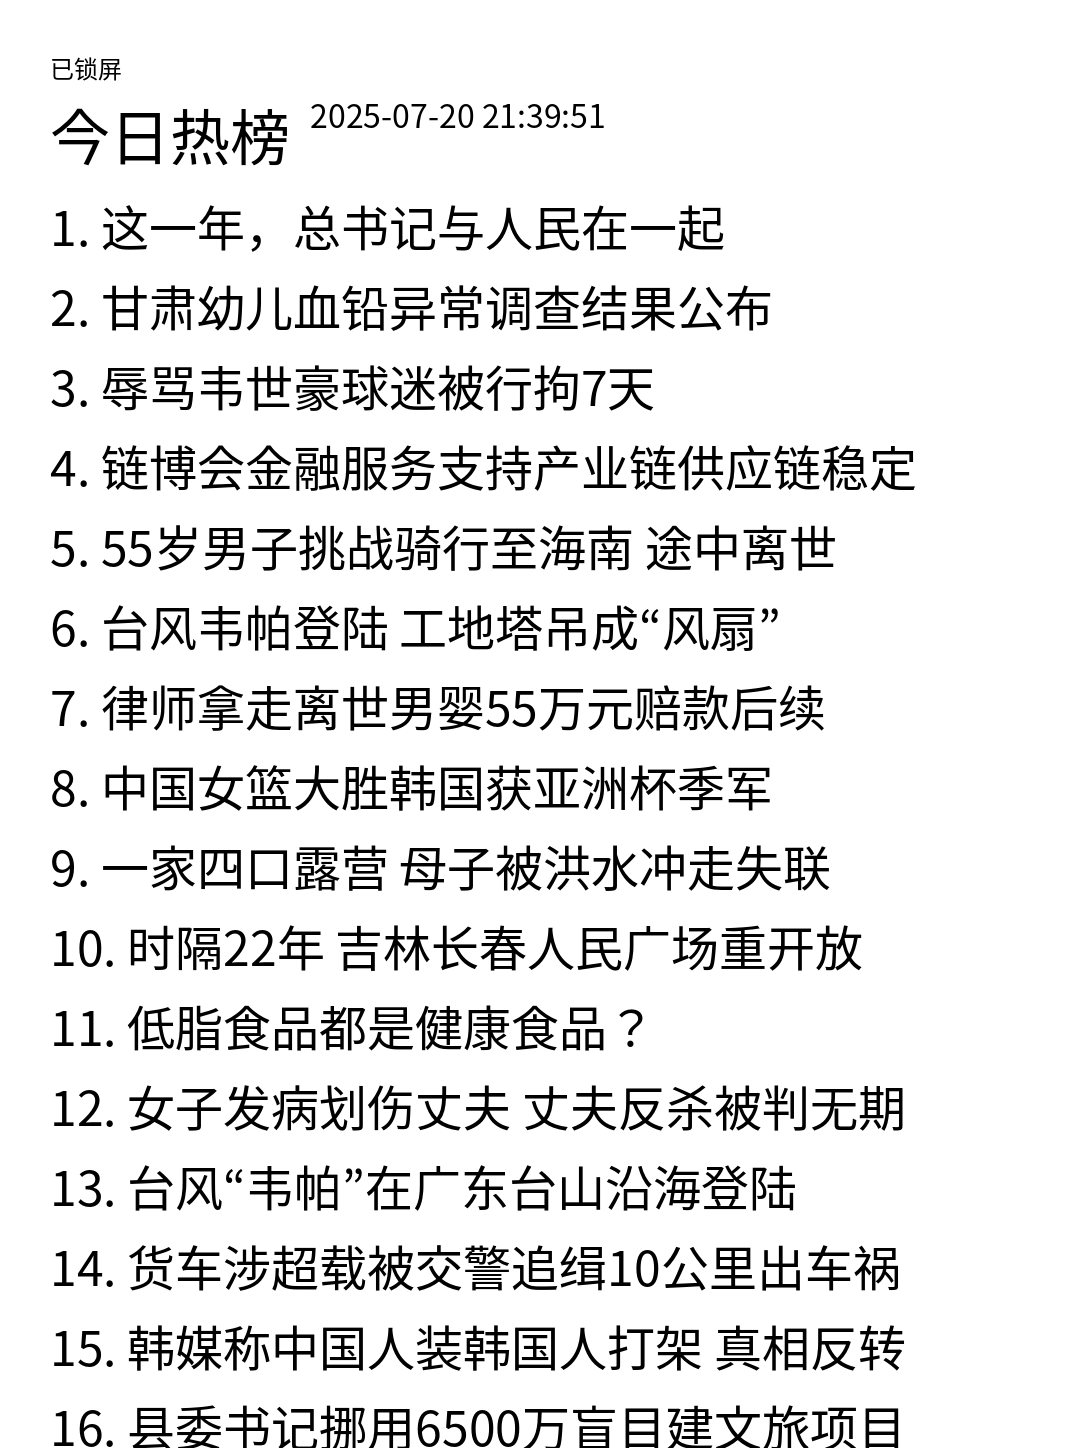 已锁屏
今日热榜 2025-07-20 21:39:51
1. 这一年，总书记与人民在一起
2. 甘肃幼儿血铅异常调查结果公布
3. 辱骂韦世豪球迷被行拘7天
4. 链博会金融服务支持产业链供应链稳定
5. 55岁男子挑战骑行至海南 途中离世
6. 台风韦帕登陆 工地塔吊成“风扇”
7. 律师拿走离世男婴55万元赔款后续
8. 中国女篮大胜韩国获亚洲杯季军
9. 一家四口露营 母子被洪水冲走失联
10. 时隔22年 吉林长春人民广场重开放
11. 低脂食品都是健康食品？
12. 女子发病划伤丈夫 丈夫反杀被判无期
13. 台风“韦帕”在广东台山沿海登陆
14. 货车涉超载被交警追缉10公里出车祸
15. 韩媒称中国人装韩国人打架 真相反转
16. 县委书记挪用6500万盲目建文旅项目